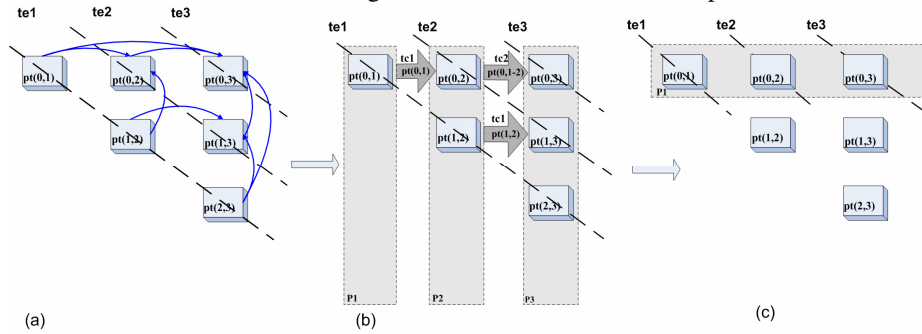 te1 te2 te3
pt(0,1) pt(0,2) pt(0,3)
pt(1,2) pt(1,3)
pt(2,3)
(a)
te1 te2 te3
pt(0,1) tc1 pt(0,1) pt(0,2) tc2 pt(0,1-2) pt(0,3)
pt(1,2) tc1 pt(1,2) pt(1,3)
pt(2,3)
P1 P2 P3
(b)
te1 te2 te3
pt(0,1) pt(0,2) pt(0,3)
P1
pt(1,2) pt(1,3)
pt(2,3)
(c)